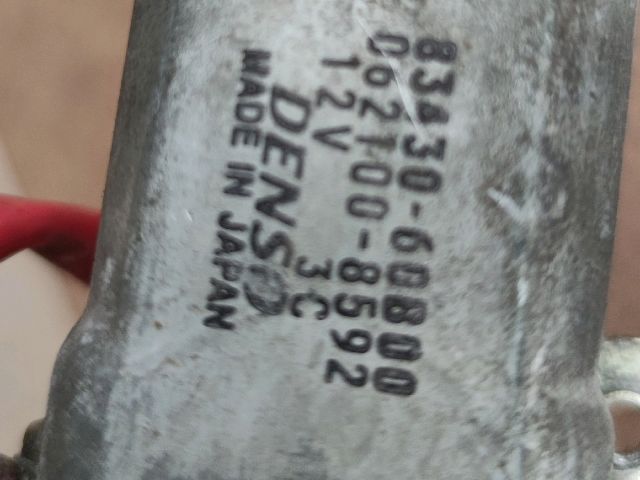 83430-60B00
062100-8592
12V 3C
DENSO
MADE IN JAPAN